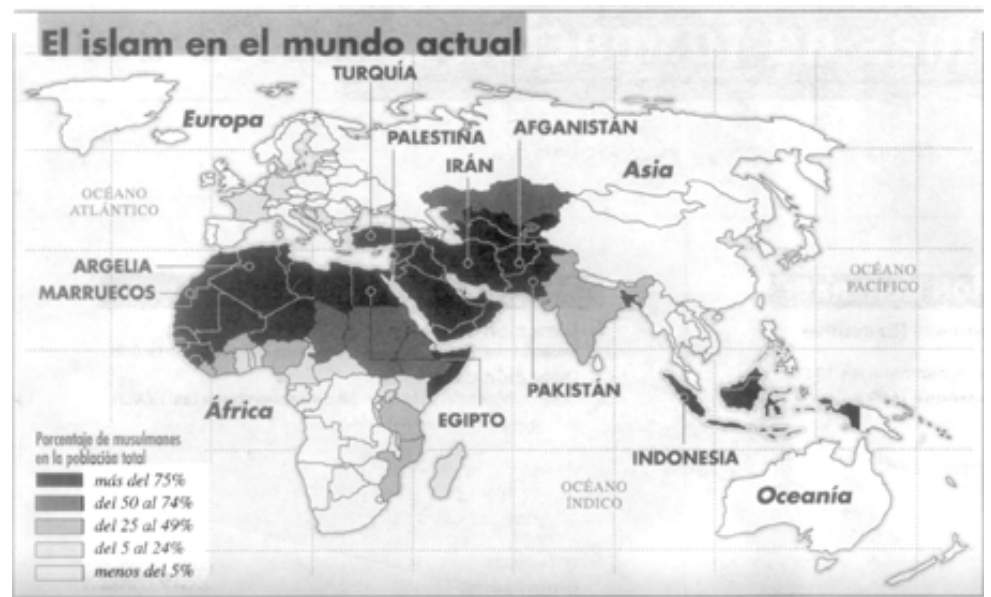 El islam en el mundo actual
TURQUÍA
Europa
PALESTINA
AFGANISTÁN
IRÁN
Asia
OCÉANO
ATLÁNTICO
ARGELIA
MARRUECOS
OCÉANO
PACÍFICO
África
EGIPTO
PAKISTÁN
INDONESIA
OCÉANO
ÍNDICO
Oceanía
Porcentaje de musulmanes
en la población total
más del 75%
del 50 al 74%
del 25 al 49%
del 5 al 24%
menos del 5%